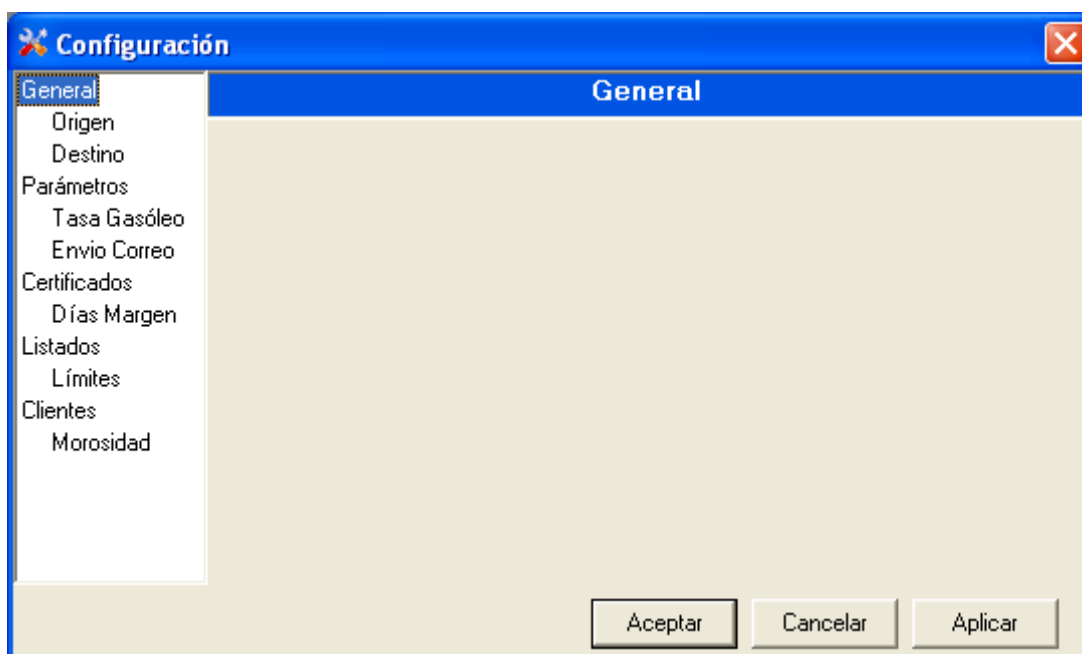 Configuración
General
General
Origen
Destino
Parámetros
Tasa Gasóleo
Envio Correo
Certificados
Días Margen
Listados
Límites
Clientes
Morosidad
Aceptar Cancelar Aplicar